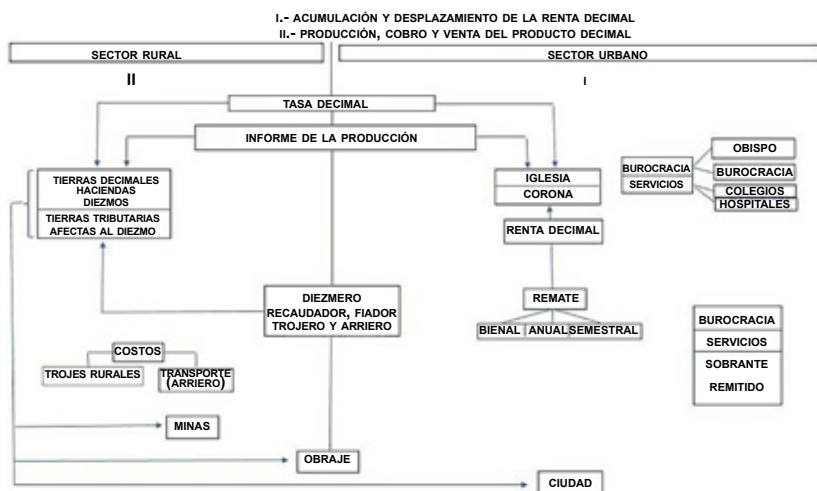 I.- ACUMULACIÓN Y DESPLAZAMIENTO DE LA RENTA DECIMAL
II.- PRODUCCIÓN, COBRO Y VENTA DEL PRODUCTO DECIMAL
SECTOR RURAL
SECTOR URBANO
II
I
TASA DECIMAL
INFORME DE LA PRODUCCIÓN
TIERRAS DECIMALES
HACIENDAS
DIEZMOS
TIERRAS TRIBUTARIAS
AFECTAS AL DIEZMO
IGLESIA
CORONA
RENTA DECIMAL
BUROCRACIA
SERVICIOS
OBISPO
BUROCRACIA
COLEGIOS
HOSPITALES
DIEZMERO
RECAUDADOR, FIADOR
TROJERO Y ARRIERO
REMATE
BIENAL ANUAL SEMESTRAL
COSTOS
TROJES RURALES
TRANSPORTE
(ARRIERO)
BUROCRACIA
SERVICIOS
SOBRANTE
REMITIDO
MINAS
OBRAJE
CIUDAD